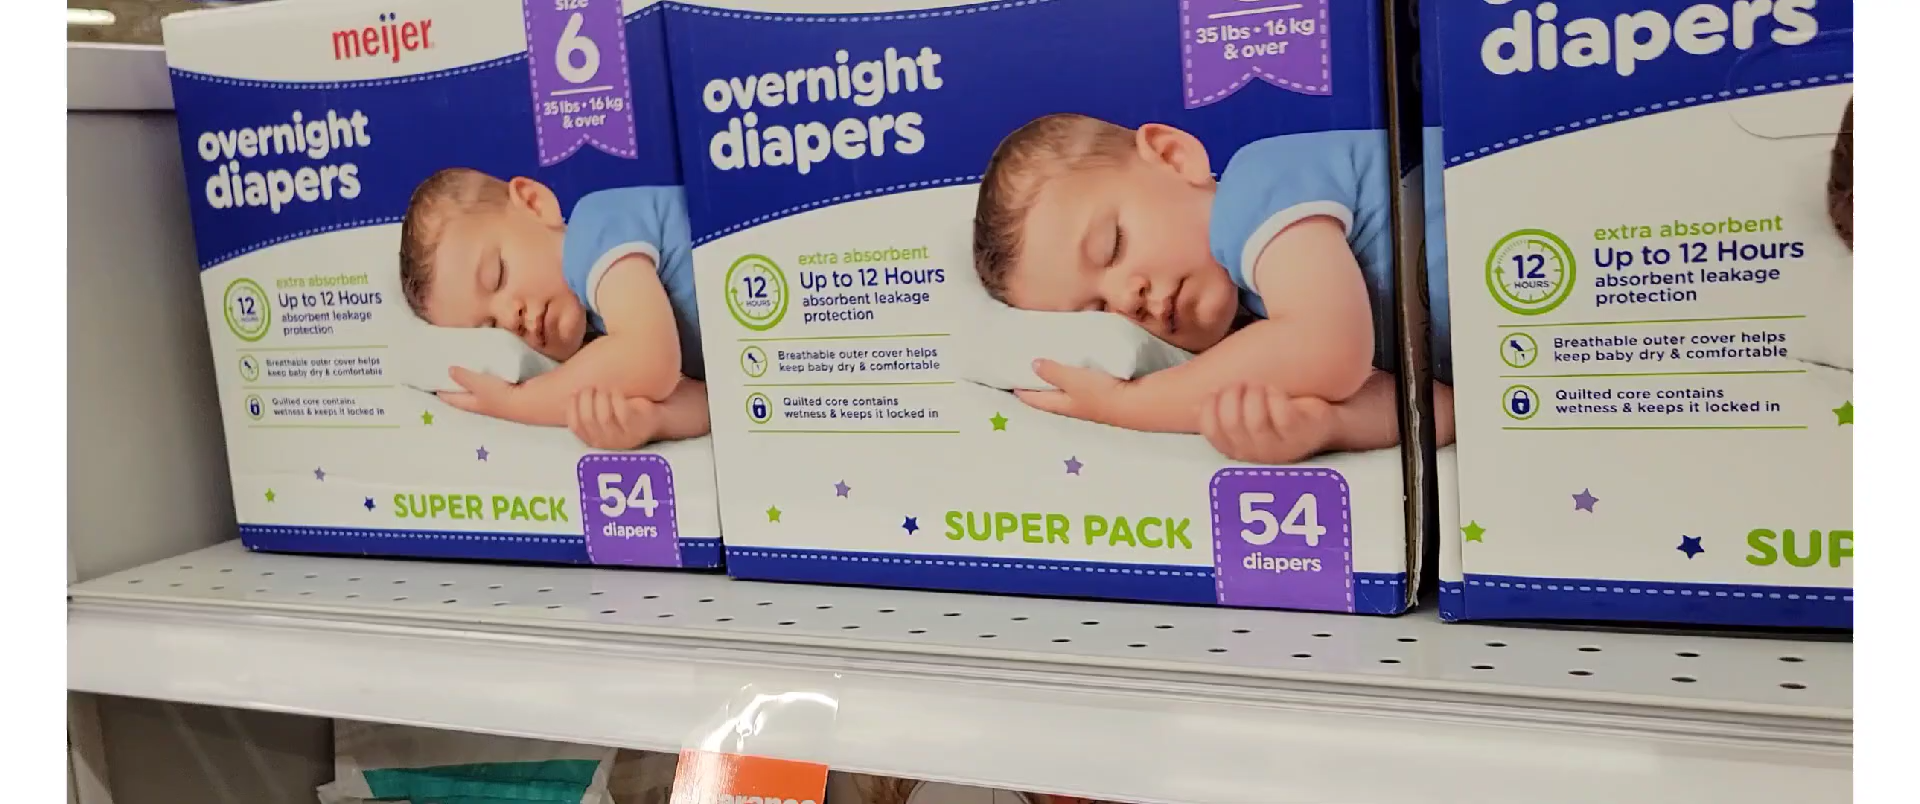 meijer
size
6
35 lbs • 16 kg
& over
overnight
diapers
12
HOURS
extra absorbent
Up to 12 Hours
absorbent leakage
protection
Breathable outer cover helps
keep baby dry & comfortable
Quilted core contains
wetness & keeps it locked in
SUPER PACK
54
diapers
35 lbs • 16 kg
& over
overnight
diapers
12
HOURS
extra absorbent
Up to 12 Hours
absorbent leakage
protection
Breathable outer cover helps
keep baby dry & comfortable
Quilted core contains
wetness & keeps it locked in
SUPER PACK
54
diapers
diapers
12
HOURS
extra absorbent
Up to 12 Hours
absorbent leakage
protection
Breathable outer cover helps
keep baby dry & comfortable
Quilted core contains
wetness & keeps it locked in
SUP